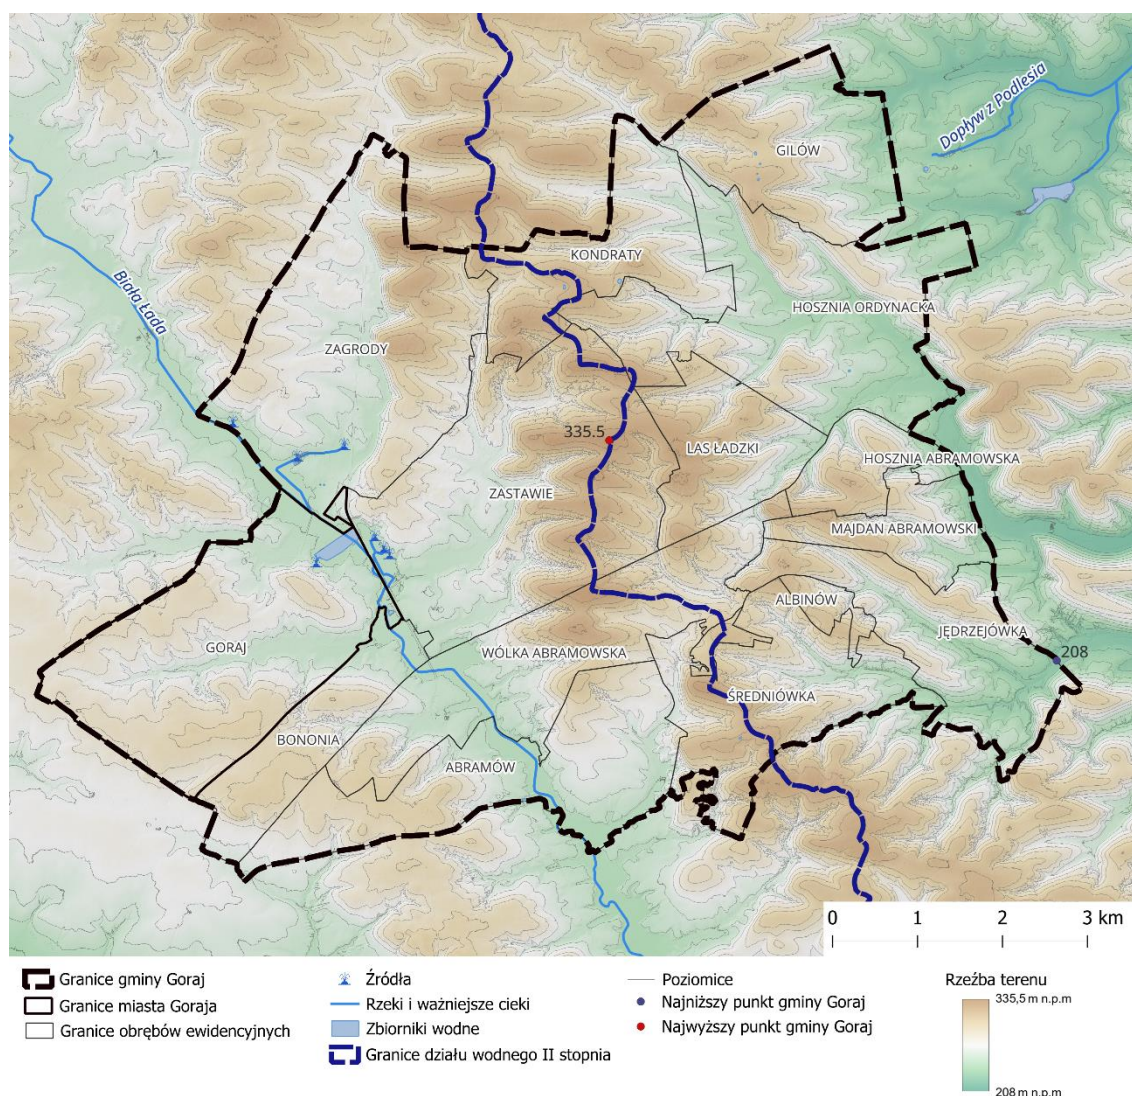 Dopływ z Podlesia
GILÓW
KONDRATY
Biała Łada
HOSZNIA ORDYNACKA
ZAGRODY
335.5
LAS ŁADZKI
HOSZNIA ABRAMOWSKA
ZASTAWIE
MAJDAN ABRAMOWSKI
ALBINÓW
JĘDRZEJÓWKA
GORAJ
WÓLKA ABRAMOWSKA
208
ŚREDNIÓWKA
BONONIA
ABRAMÓW
0 1 2 3 km
Granice gminy Goraj
Granice miasta Goraja
Granice obrębów ewidencyjnych
Źródła
Rzeki i ważniejsze cieki
Zbiorniki wodne
Granice działu wodnego II stopnia
Poziomice
Najniższy punkt gminy Goraj
Najwyższy punkt gminy Goraj
Rzeźba terenu
335,5 m n.p.m
208 m n.p.m